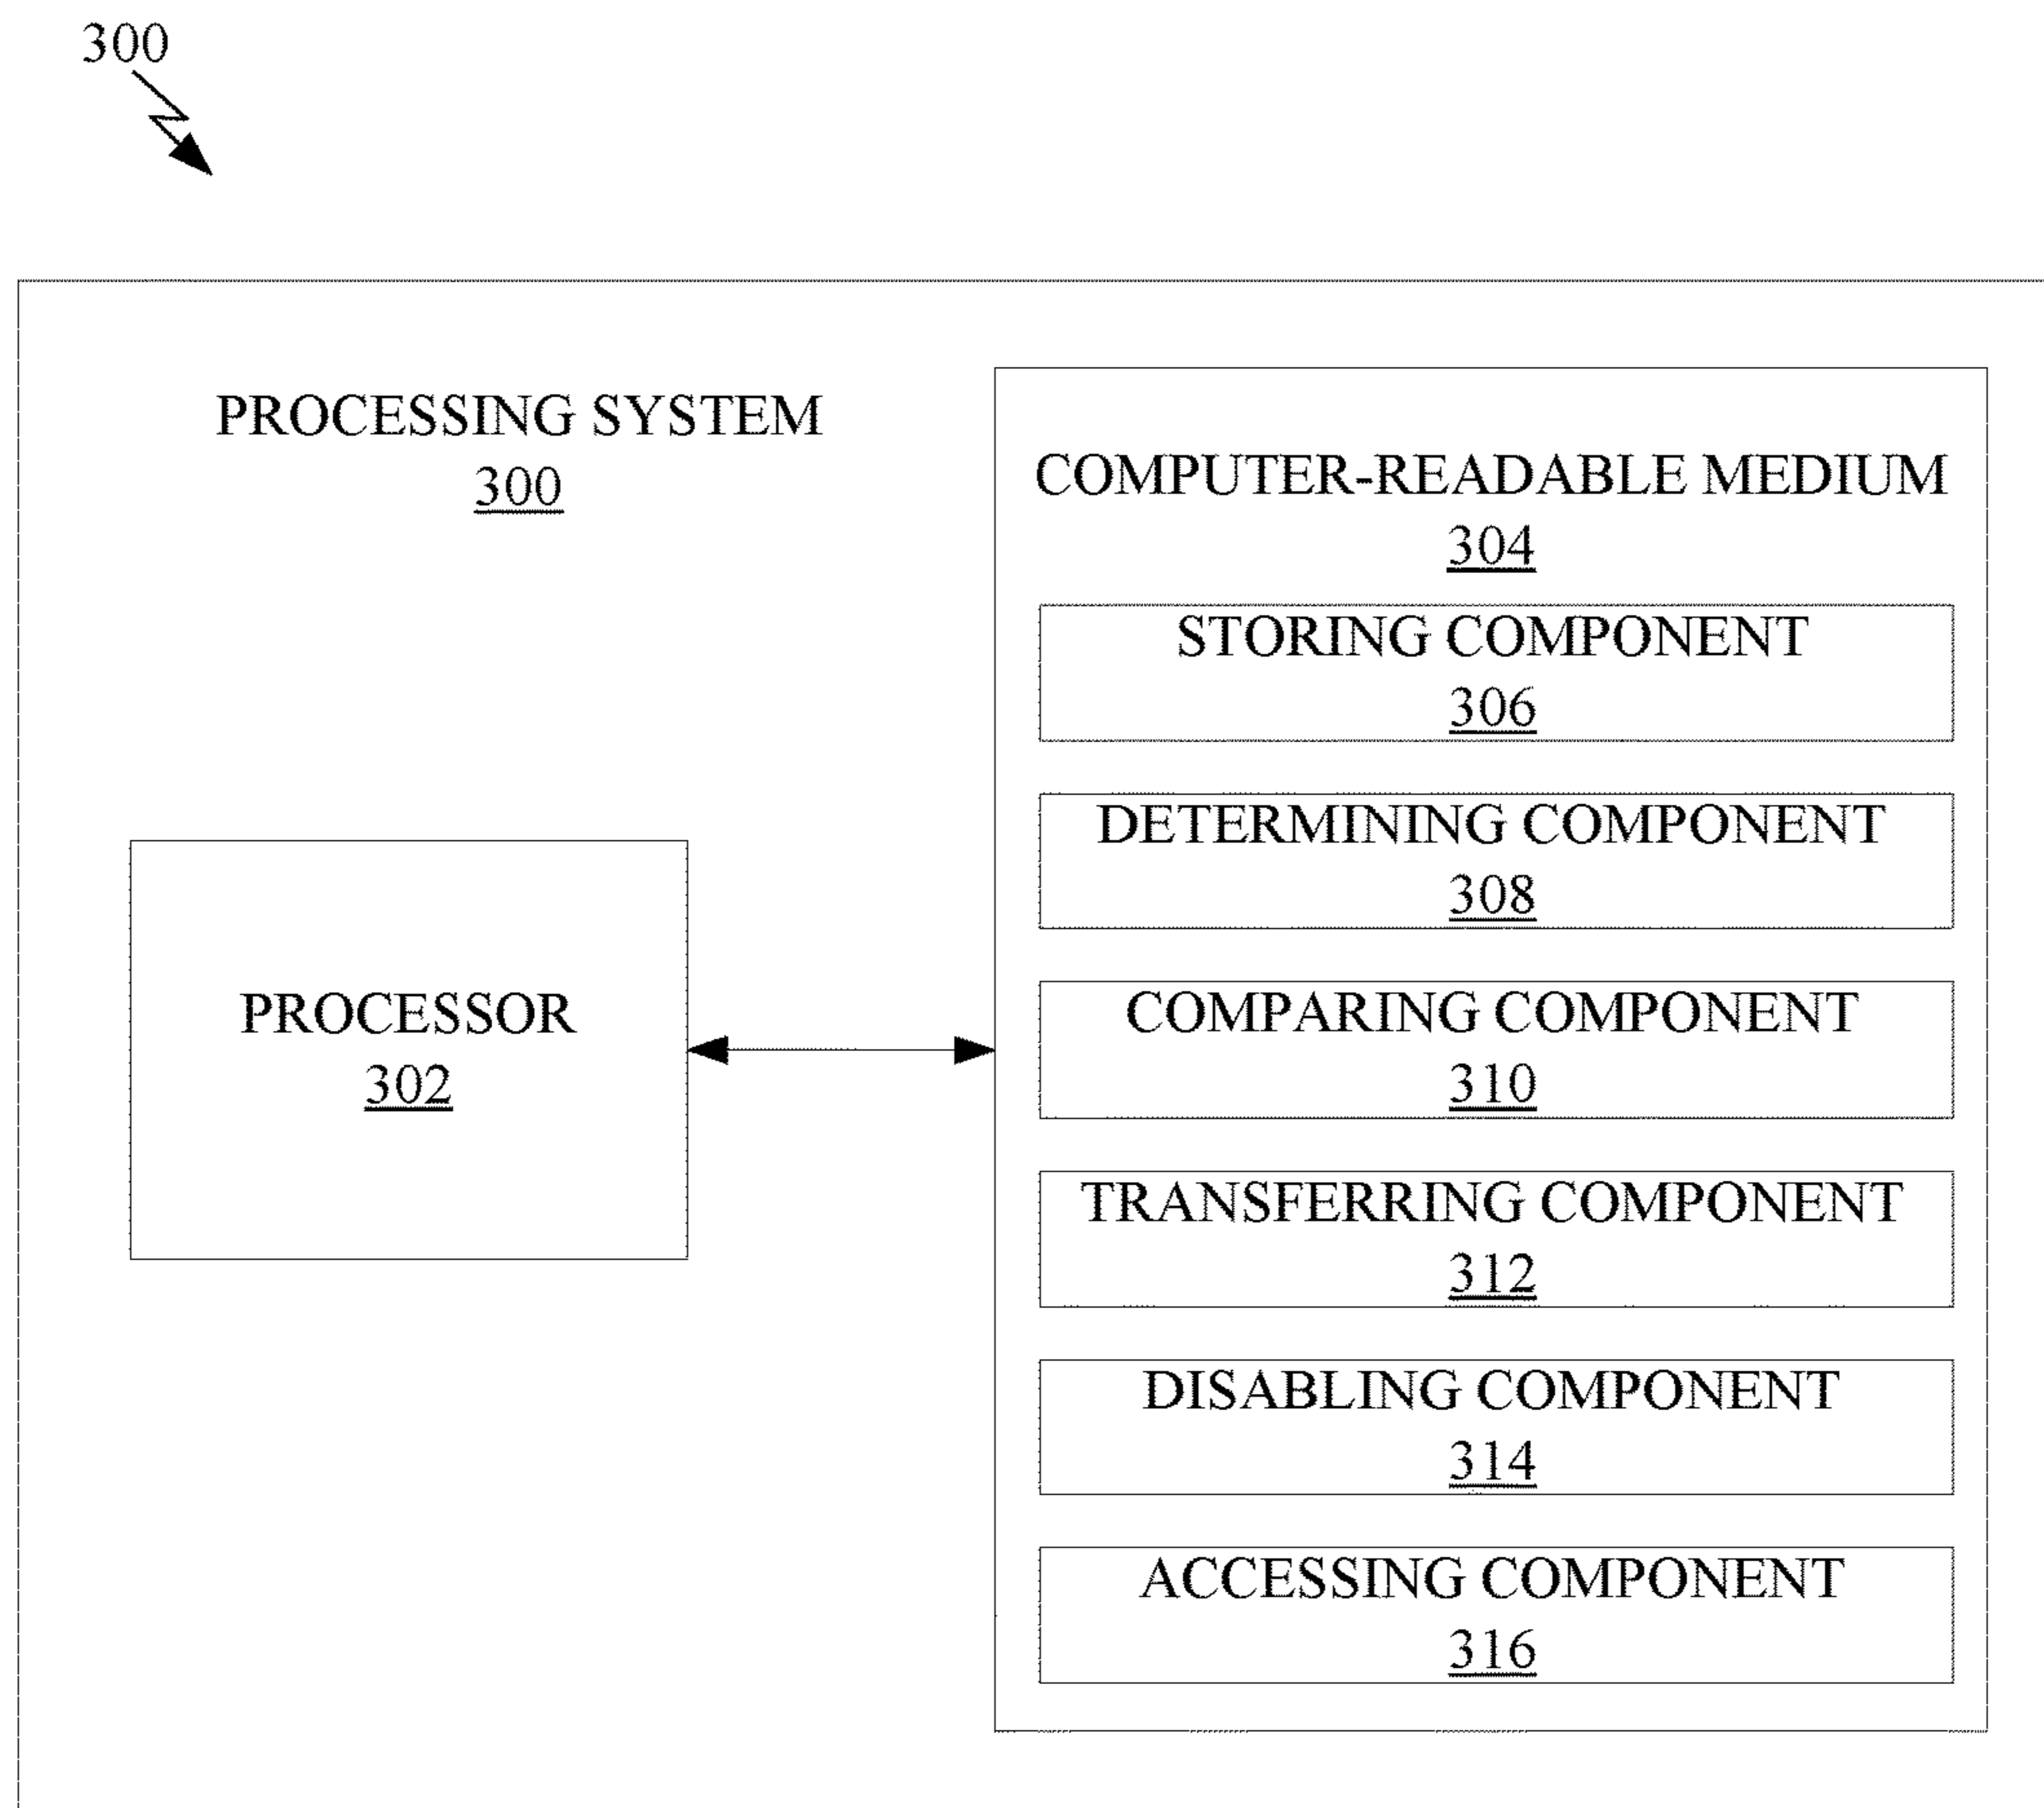 300
PROCESSING SYSTEM
300
COMPUTER-READABLE MEDIUM
304
STORING COMPONENT
306
DETERMINING COMPONENT
308
PROCESSOR
302
COMPARING COMPONENT
310
TRANSFERRING COMPONENT
312
DISABLING COMPONENT
314
ACCESSING COMPONENT
316